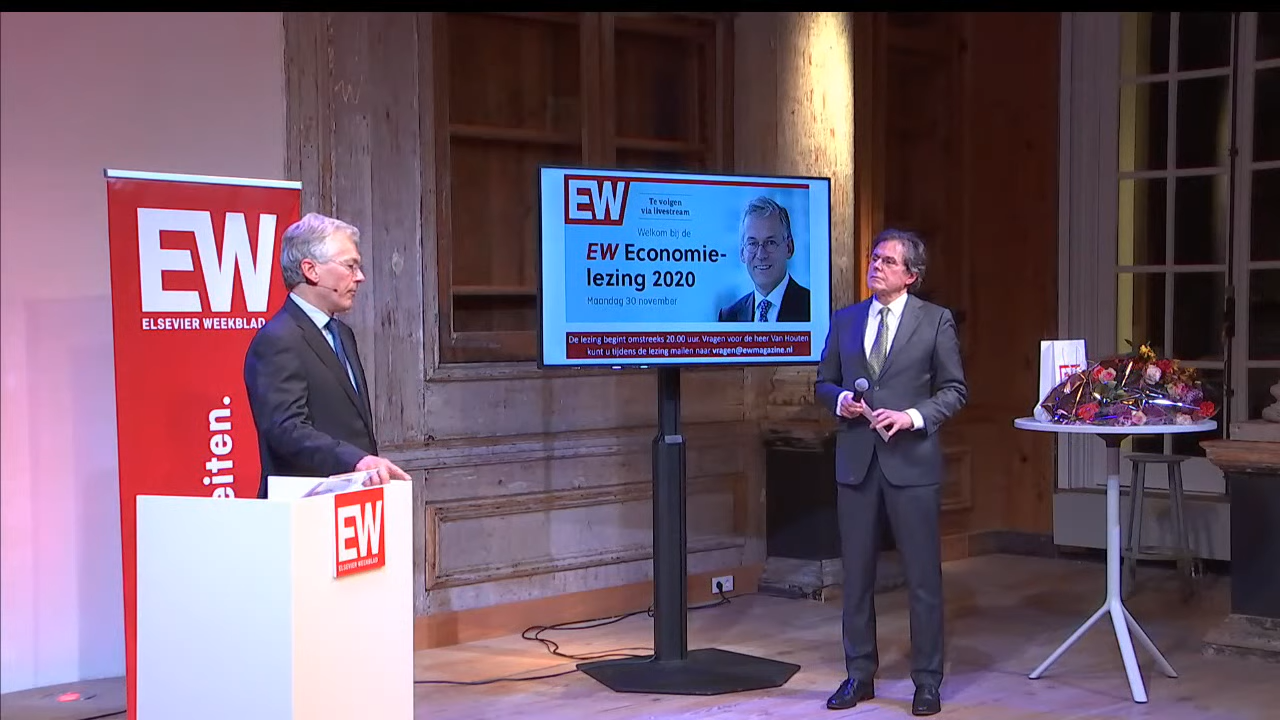 EW
ELSEVIER WEEKBLAD
eiten.
EW
ELSEVIER WEEKBLAD
EW
Te volgen
via livestream
Welkom bij de
EW Economie-
lezing 2020
Maandag 30 november
De lezing begint omstreeks 20.00 uur. Vragen voor de heer Van Houten
kunt u tijdens de lezing mailen naar vragen@ewmagazine.nl
EW